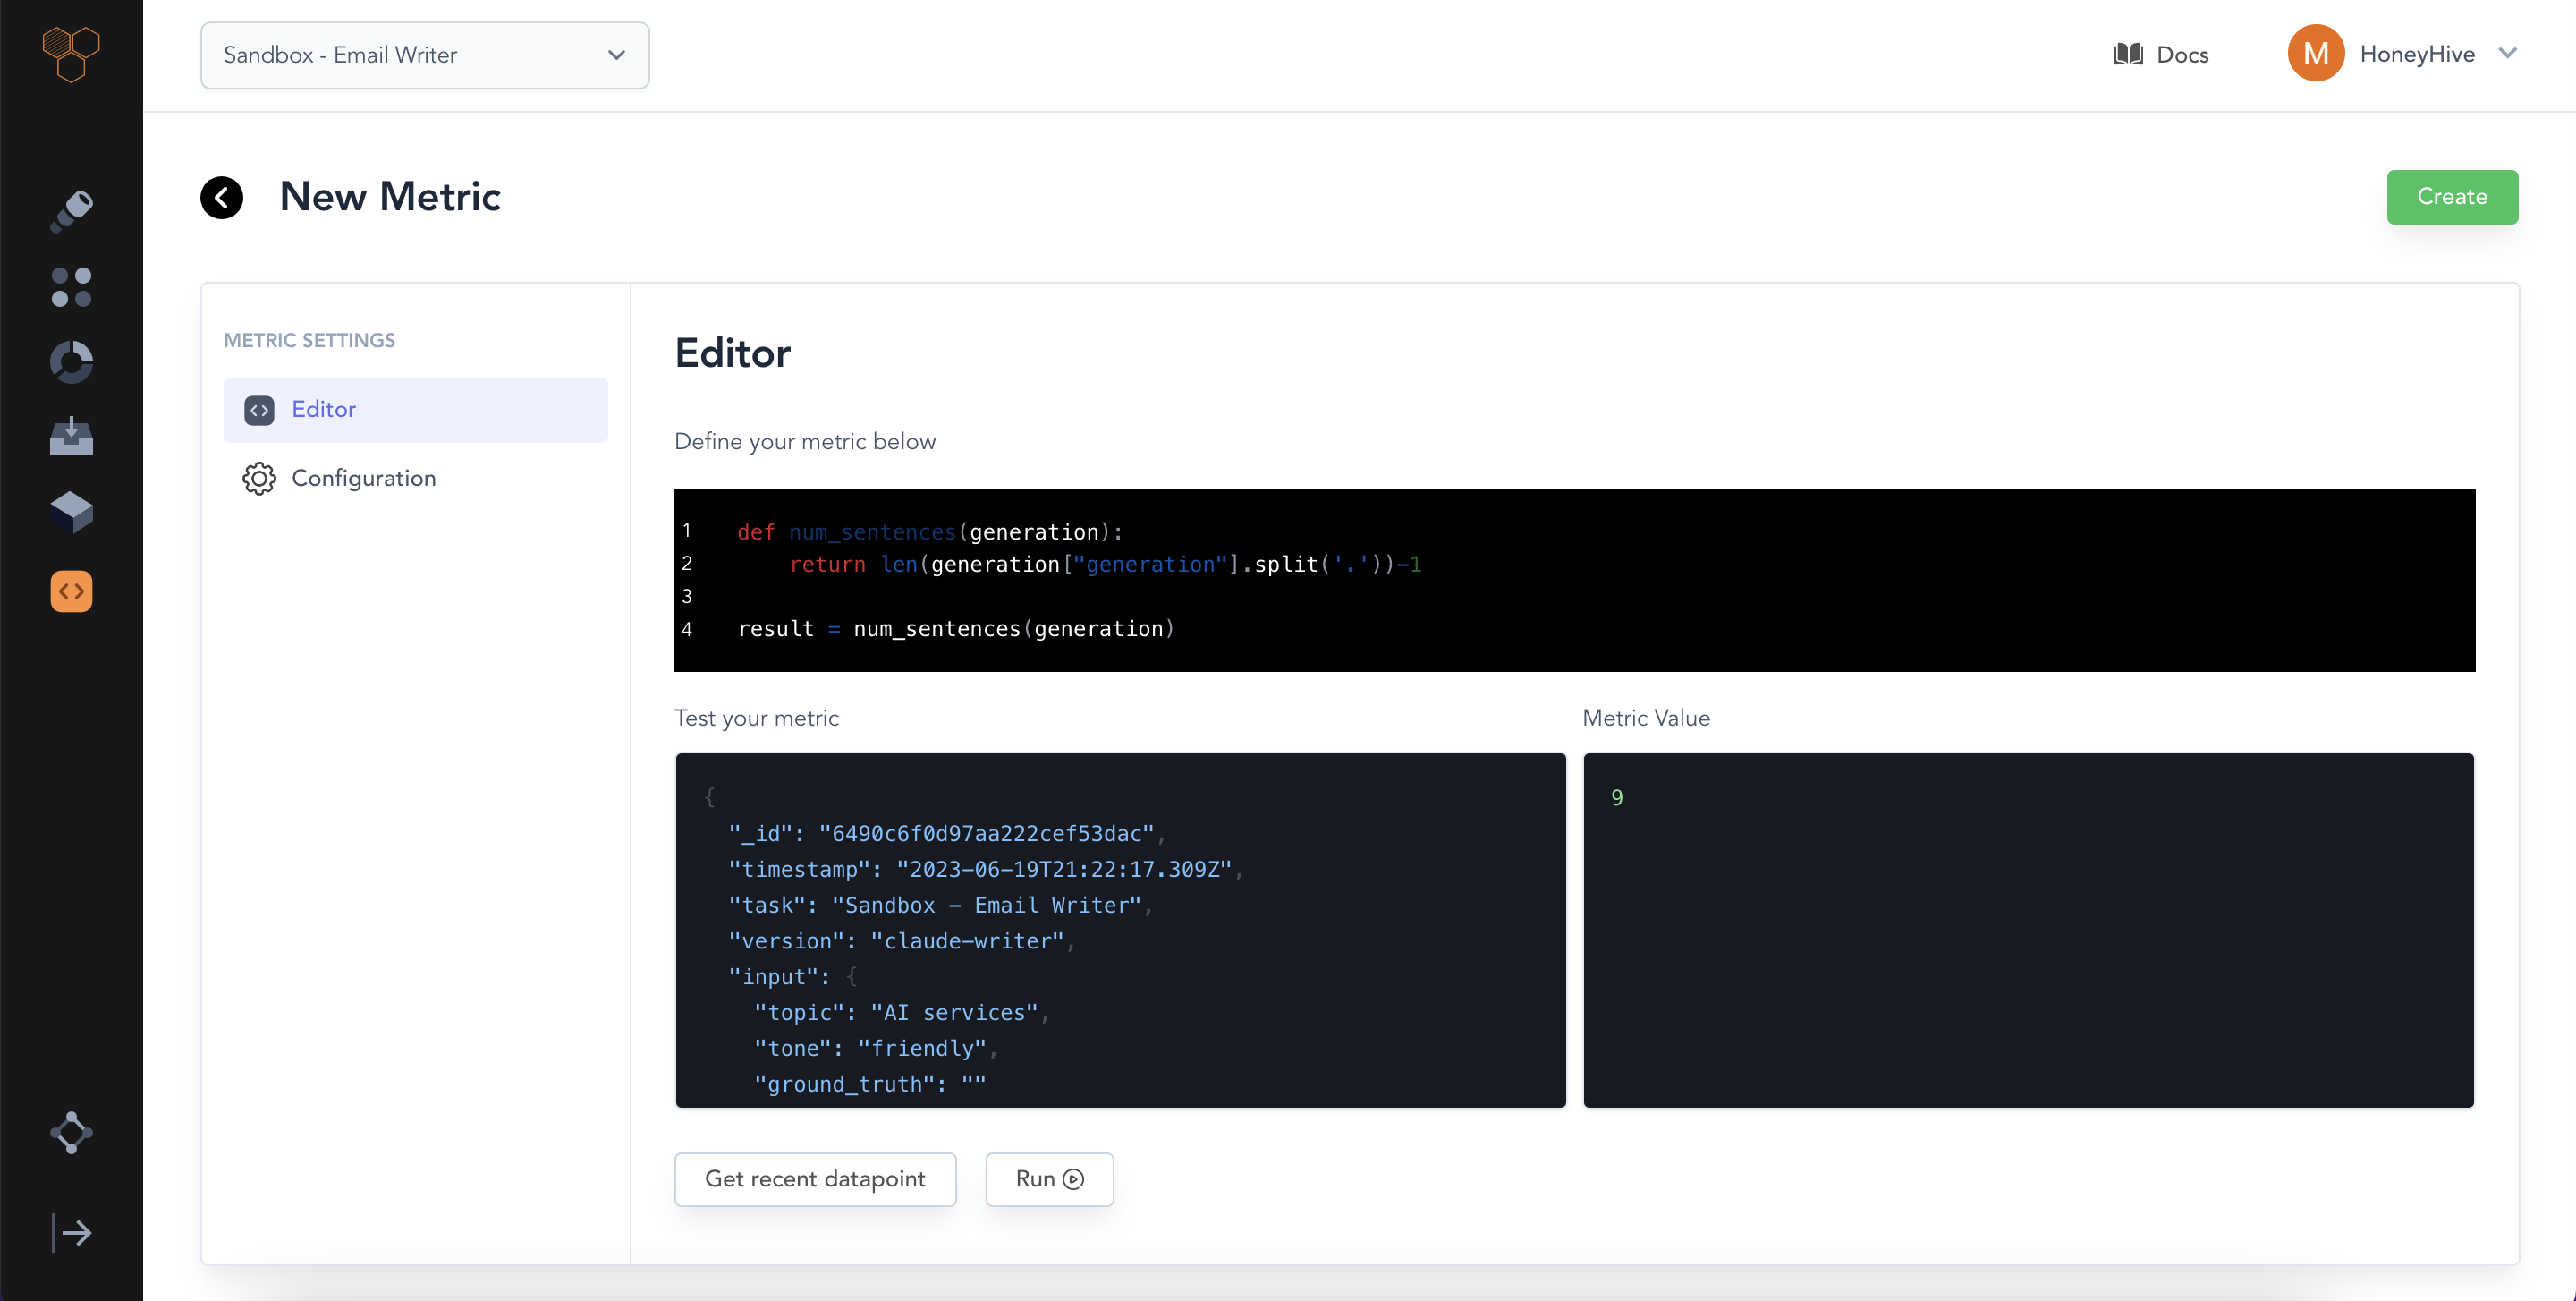 Sandbox - Email Writer
Docs
M
HoneyHive
New Metric
Create
METRIC SETTINGS
Editor
Configuration
Editor
Define your metric below
1 def num_sentences(generation):
2     return len(generation["generation"].split('.'))-1
3
4 result = num_sentences(generation)
Test your metric
{
  "_id": "6490c6f0d97aa222cef53dac",
  "timestamp": "2023-06-19T21:22:17.309Z",
  "task": "Sandbox - Email Writer",
  "version": "claude-writer",
  "input": {
    "topic": "AI services",
    "tone": "friendly",
    "ground_truth": ""
Metric Value
9
Get recent datapoint
Run